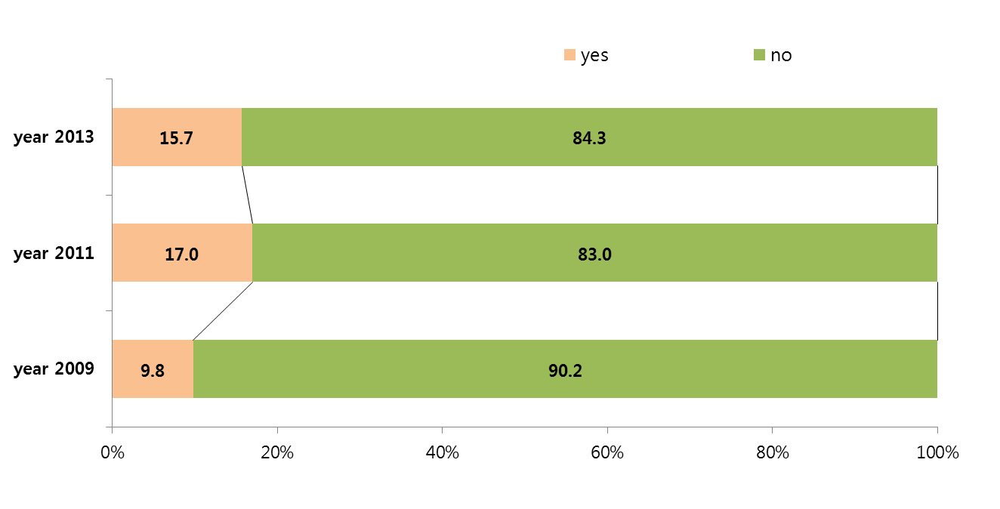 yes no
year 2013 15.7 84.3
year 2011 17.0 83.0
year 2009 9.8 90.2
0% 20% 40% 60% 80% 100%